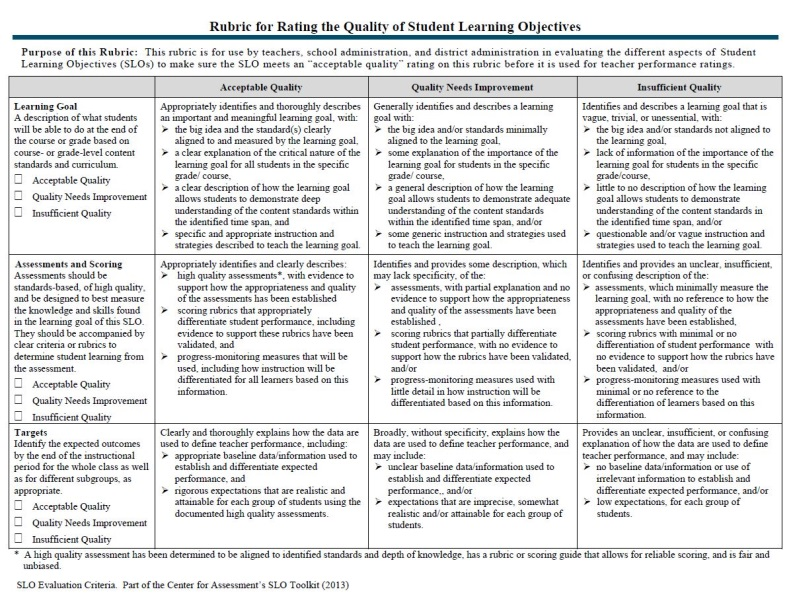 Rubric for Rating the Quality of Student Learning Objectives
Purpose of this Rubric: This rubric is for use by teachers, school administration, and district administration in evaluating the different aspects of Student
Learning Objectives (SLOs) to make sure the SLO meets an "acceptable quality" rating on this rubric before it is used for teacher performance ratings.
Acceptable Quality
Quality Needs Improvement
Insufficient Quality
Learning Goal
A description of what students
will be able to do at the end of
the course or grade based on
course- or grade-level content
standards and curriculum.
☐ Acceptable Quality
☐ Quality Needs Improvement
☐ Insufficient Quality
Appropriately identifies and thoroughly describes
an important and meaningful learning goal, with:
➢ the big idea and the standard(s) clearly
aligned to and measured by the learning goal,
➢ a clear explanation of the critical nature of the
learning goal for all students in the specific
grade/ course,
➢ a clear description of how the learning goal
allows students to demonstrate deep
understanding of the content standards within
the identified time span, and
➢ specific and appropriate instruction and
strategies described to teach the learning goal.
Generally identifies and describes a learning
goal with:
➢ the big idea and/or standards minimally
aligned to the learning goal,
➢ some explanation of the importance of the
learning goal for students in the specific
grade/ course,
➢ a general description of how the learning
goal allows students to demonstrate adequate
understanding of the content standards
within the identified time span, and/or
➢ some generic instruction and strategies used
to teach the learning goal.
Identifies and describes a learning goal that is
vague, trivial, or unessential, with:
➢ the big idea and/or standards not aligned to
the learning goal,
➢ lack of information of the importance of the
learning goal for students in the specific
grade/course,
➢ little to no description of how the learning
goal allows students to demonstrate
understanding of the content standards in
the identified time span, and/or
➢ questionable and/or vague instruction and
strategies used to teach the learning goal.
Assessments and Scoring
Assessments should be
standards-based, of high quality,
and be designed to best measure
the knowledge and skills found
in the learning goal of this SLO.
They should be accompanied by
clear criteria or rubrics to
determine student learning from
the assessment.
☐ Acceptable Quality
☐ Quality Needs Improvement
☐ Insufficient Quality
Appropriately identifies and clearly describes:
➢ high quality assessments*, with evidence to
support how the appropriateness and quality
of the assessments has been established
➢ scoring rubrics that appropriately
differentiate student performance, including
evidence to support these rubrics have been
validated, and
➢ progress-monitoring measures that will be
used, including how instruction will be
differentiated for all learners based on this
information.
Identifies and provides some description, which
may lack specificity, of the:
➢ assessments, with partial explanation and no
evidence to support how the appropriateness
and quality of the assessments have been
established ,
➢ scoring rubrics that partially differentiate
student performance, with no evidence to
support how the rubrics have been validated,
and/or
➢ progress-monitoring measures used with
little detail in how instruction will be
differentiated based on this information.
Identifies and provides an unclear, insufficient,
or confusing description of the:
➢ assessments, which minimally measure the
learning goal, with no reference to how the
appropriateness and quality of the
assessments have been established,
➢ scoring rubrics with minimal or no
differentiation of student performance with
no evidence to support how the rubrics have
been validated, and/or
➢ progress-monitoring measures used with
minimal or no reference to the
differentiation of learners based on this
information.
Targets
Identify the expected outcomes
by the end of the instructional
period for the whole class as well
as for different subgroups, as
appropriate.
☐ Acceptable Quality
☐ Quality Needs Improvement
☐ Insufficient Quality
Clearly and thoroughly explains how the data are
used to define teacher performance, including:
➢ appropriate baseline data/information used to
establish and differentiate expected
performance, and
➢ rigorous expectations that are realistic and
attainable for each group of students using the
documented high quality assessments.
Broadly, without specificity, explains how the
data are used to define teacher performance, and
may include:
➢ unclear baseline data/information used to
establish and differentiate expected
performance,, and/or
➢ expectations that are imprecise, somewhat
realistic and/or attainable for each group of
students.
Provides an unclear, insufficient, or confusing
explanation of how the data are used to define
teacher performance, and may include:
➢ no baseline data/information or use of
irrelevant information to establish and
differentiate expected performance, and/or
➢ low expectations, for each group of
students.
* A high quality assessment has been determined to be aligned to identified standards and depth of knowledge, has a rubric or scoring guide that allows for reliable scoring, and is fair and
unbiased.
SLO Evaluation Criteria. Part of the Center for Assessment's SLO Toolkit (2013)